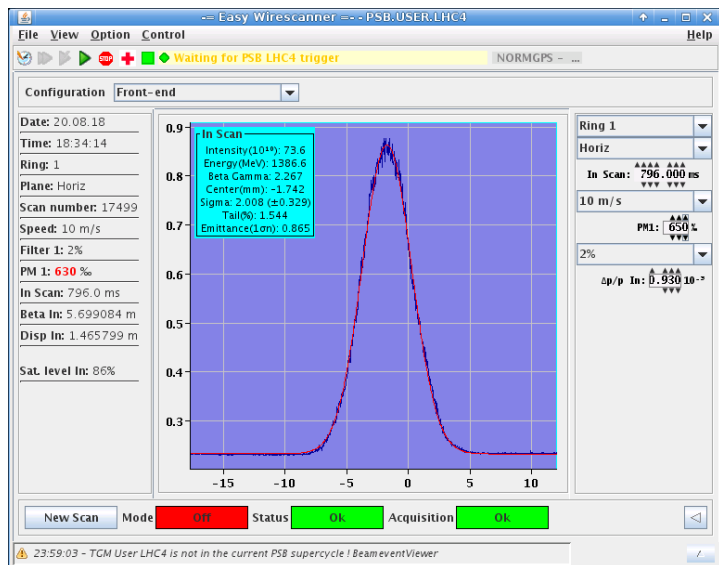 -= Easy Wirescanner =- - PSB.USER.LHC4
File View Option Control Help
STOP Waiting for PSB LHC4 trigger NORMGPS - ...
Configuration Front-end
Date: 20.08.18
Time: 18:34:14
Ring: 1
Plane: Horiz
Scan number: 17499
Speed: 10 m/s
Filter 1: 2%
PM 1: 630 ‰
In Scan: 796.0 ms
Beta In: 5.699084 m
Disp In: 1.465799 m
Sat. level In: 86%
0.9
0.8
0.7
0.6
0.5
0.4
0.3
In Scan
Intensity(10¹⁰): 73.6
Energy(MeV): 1386.6
Beta Gamma: 2.267
Center(mm): -1.742
Sigma: 2.008 (±0.329)
Tail(%): 1.544
Emittance(1σn): 0.865
-15 -10 -5 0 5 10
Ring 1
Horiz
In Scan: 796.000 ms
10 m/s
PM1: 650 ‰
2%
Δp/p In: 0.930 10⁻³
New Scan Mode Off Status Ok Acquisition Ok
23:59:03 - TGM User LHC4 is not in the current PSB supercycle ! BeameventViewer